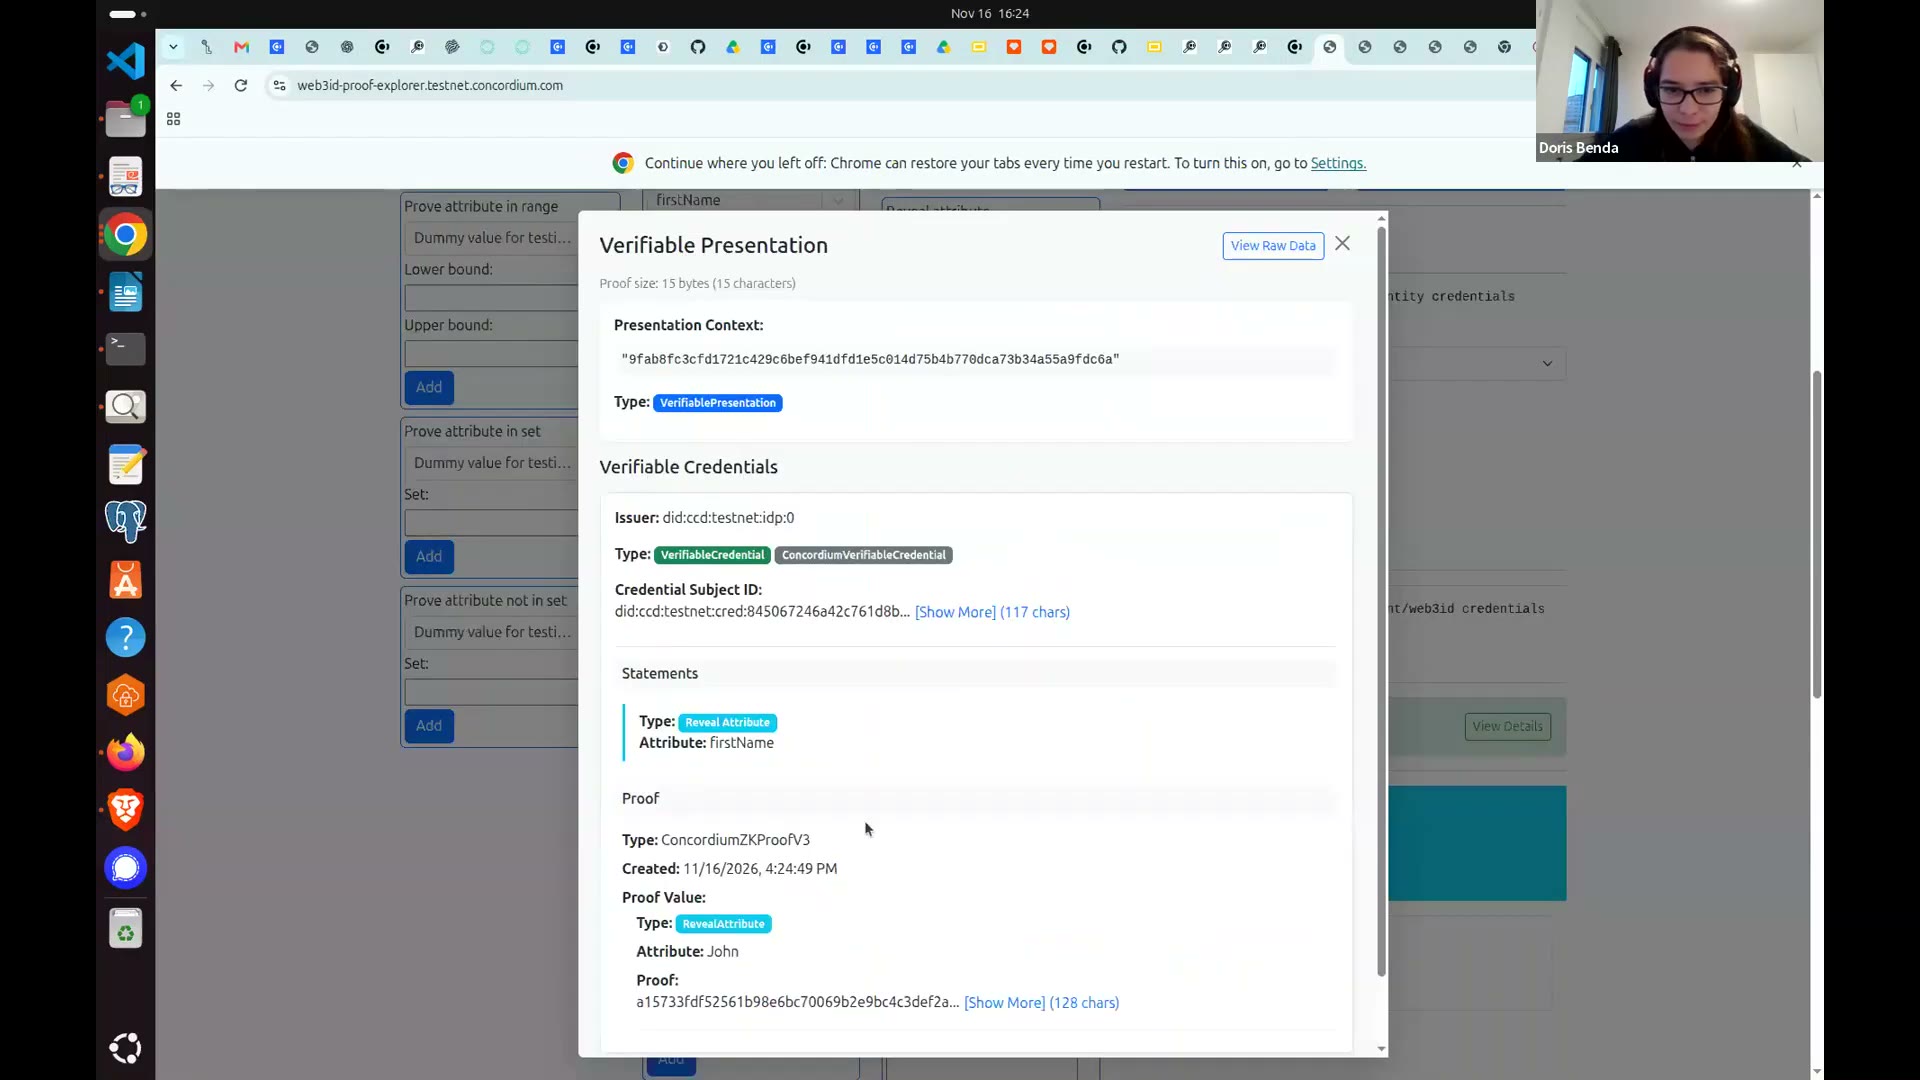 Nov 16 16:24
web3id-proof-explorer.testnet.concordium.com
Doris Benda
Continue where you left off: Chrome can restore your tabs every time you restart. To turn this on, go to Settings.
Prove attribute in range
Dummy value for testi...
Lower bound:
Upper bound:
Add
Prove attribute in set
Dummy value for testi...
Set:
Add
Prove attribute not in set
Dummy value for testi...
Set:
Add
firstName
Verifiable Presentation
View Raw Data
Proof size: 15 bytes (15 characters)
Presentation Context:
"9fab8fc3cfd1721c429c6bef941dfd1e5c014d75b4b770dca73b34a55a9fdc6a"
Type: VerifiablePresentation
Verifiable Credentials
Issuer: did:ccd:testnet:idp:0
Type: VerifiableCredential ConcordiumVerifiableCredential
Credential Subject ID:
did:ccd:testnet:cred:845067246a42c761d8b... [Show More] (117 chars)
Statements
Type: Reveal Attribute
Attribute: firstName
Proof
Type: ConcordiumZKProofV3
Created: 11/16/2026, 4:24:49 PM
Proof Value:
Type: RevealAttribute
Attribute: John
Proof:
a15733fdf52561b98e6bc70069b2e9bc4c3def2a... [Show More] (128 chars)
Add
ntity credentials
nt/web3id credentials
View Details
1